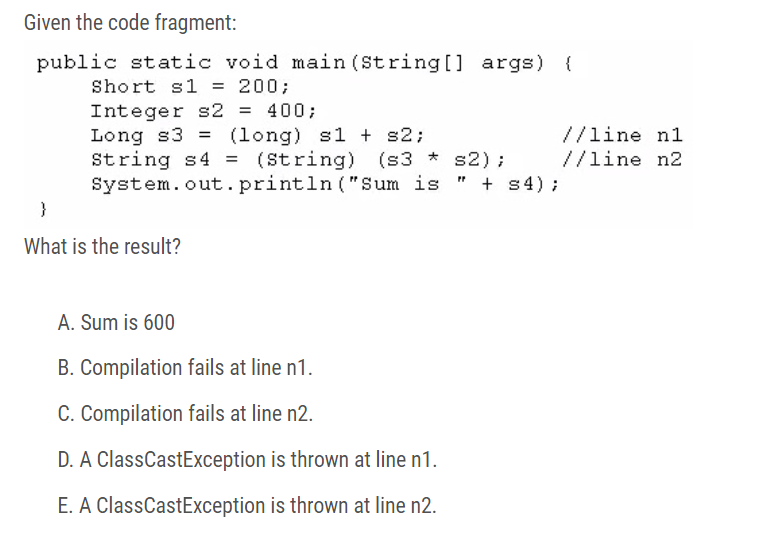 Given the code fragment:
public static void main(String[] args) {
Short s1 = 200;
Integer s2 = 400;
Long s3 = (long) s1 + s2; //line n1
String s4 = (String) (s3 * s2); //line n2
System.out.println("Sum is " + s4);
}
What is the result?
A. Sum is 600
B. Compilation fails at line n1.
C. Compilation fails at line n2.
D. A ClassCastException is thrown at line n1.
E. A ClassCastException is thrown at line n2.